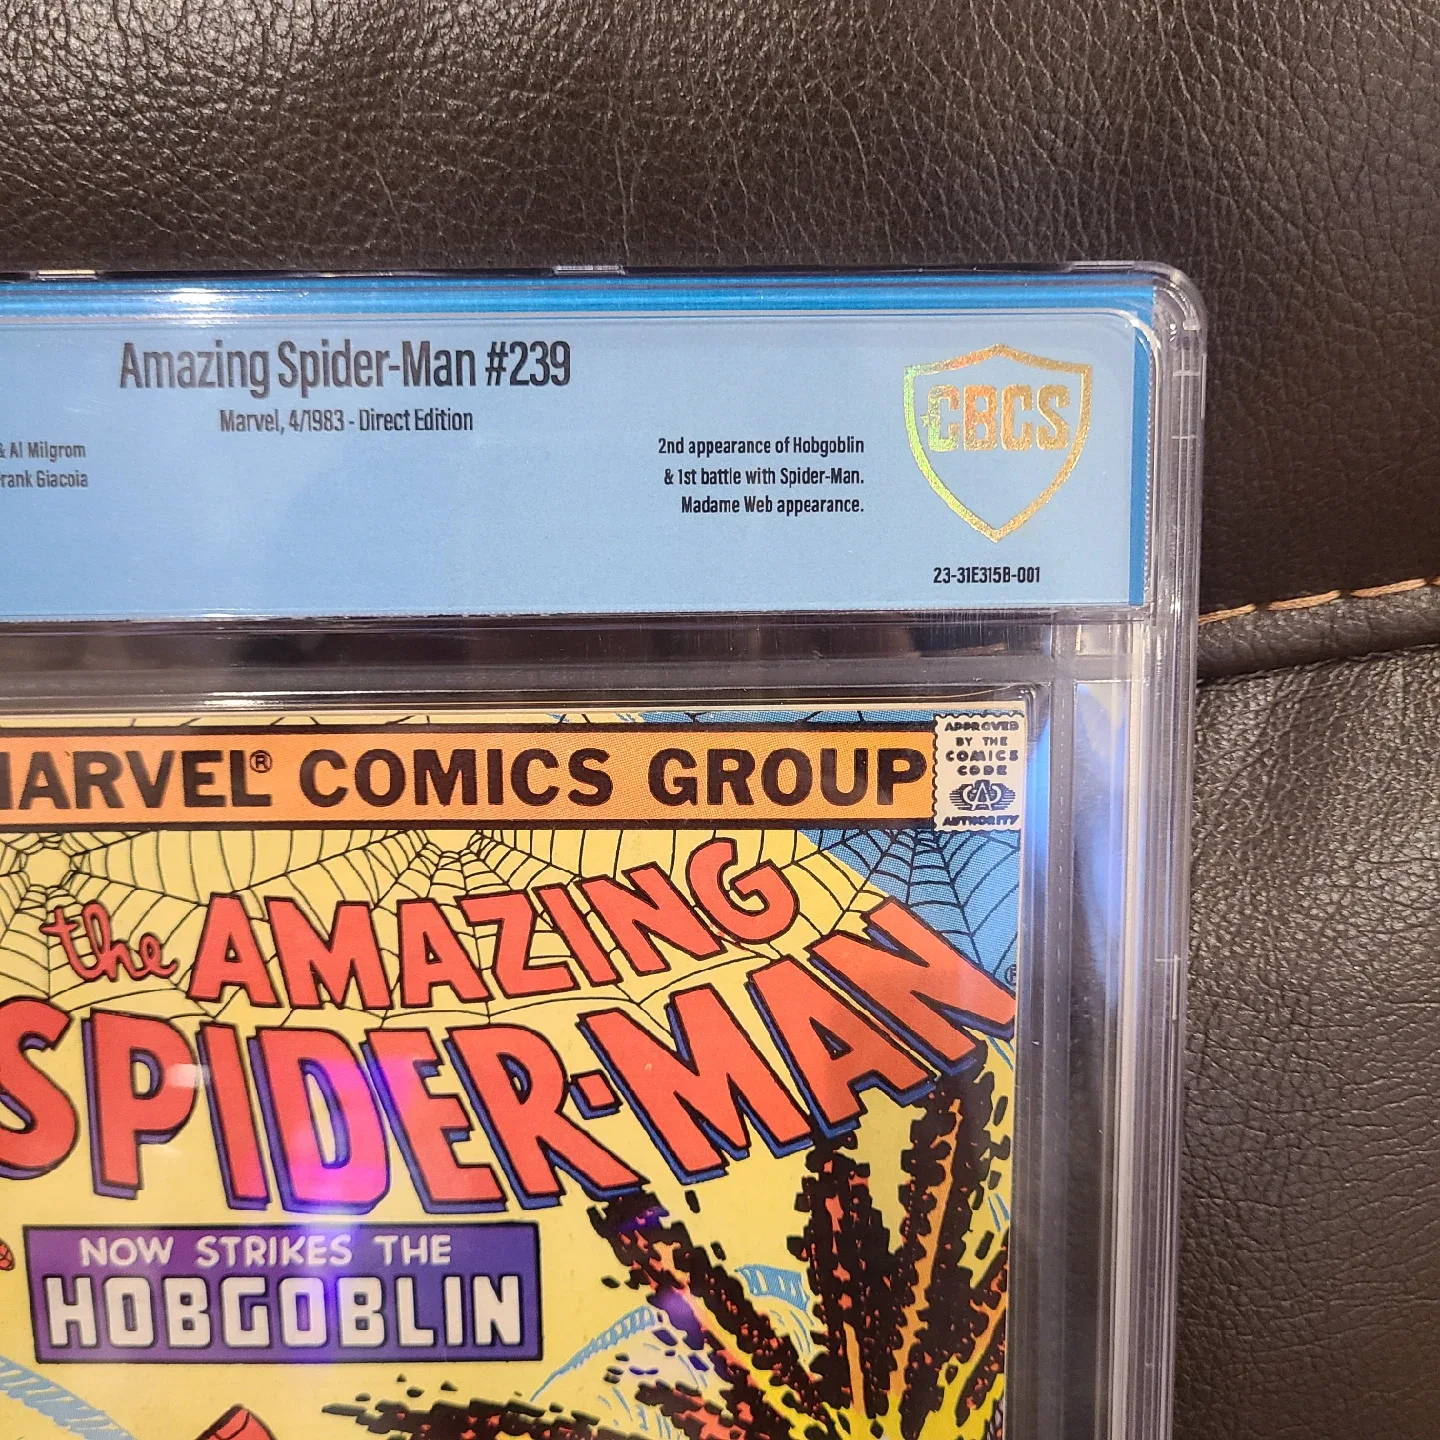 Amazing Spider-Man #239
Marvel, 4/1983 - Direct Edition
& Al Milgrom
Frank Giacoia
2nd appearance of Hobgoblin
& 1st battle with Spider-Man.
Madame Web appearance.
CBCS
23-31E315B-001
MARVEL® COMICS GROUP
APPROVED
BY THE
COMICS
CODE
CA
AUTHORITY
the AMAZING
SPIDER-MAN®
NOW STRIKES THE
HOBGOBLIN